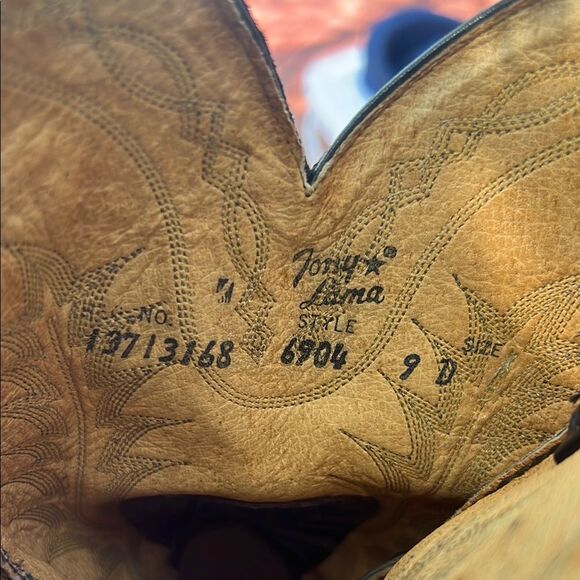 Tony★®
Lama
NO. STYLE SIZE
13713168 6904 9 D